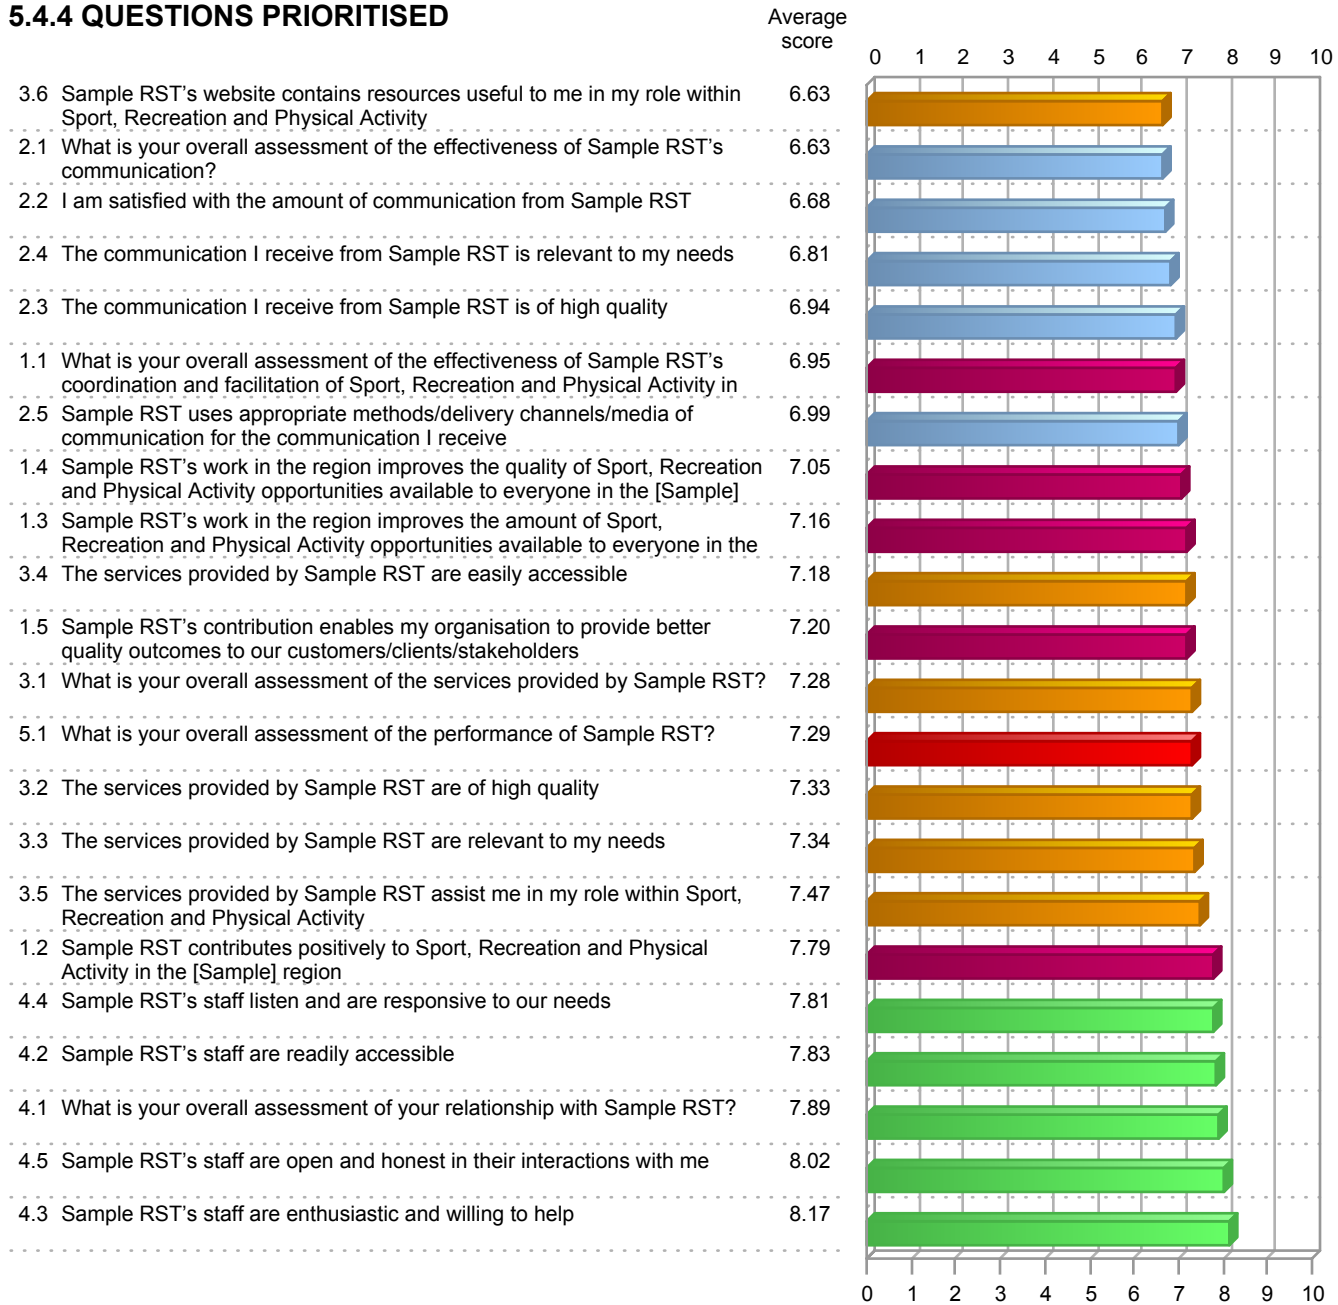 5.4.4 QUESTIONS PRIORITISED
Average
score
0 1 2 3 4 5 6 7 8 9 10
3.6 Sample RST’s website contains resources useful to me in my role within 6.63
Sport, Recreation and Physical Activity
2.1 What is your overall assessment of the effectiveness of Sample RST’s 6.63
communication?
2.2 I am satisfied with the amount of communication from Sample RST 6.68
2.4 The communication I receive from Sample RST is relevant to my needs 6.81
2.3 The communication I receive from Sample RST is of high quality 6.94
1.1 What is your overall assessment of the effectiveness of Sample RST’s 6.95
coordination and facilitation of Sport, Recreation and Physical Activity in
2.5 Sample RST uses appropriate methods/delivery channels/media of 6.99
communication for the communication I receive
1.4 Sample RST’s work in the region improves the quality of Sport, Recreation 7.05
and Physical Activity opportunities available to everyone in the [Sample]
1.3 Sample RST’s work in the region improves the amount of Sport, 7.16
Recreation and Physical Activity opportunities available to everyone in the
3.4 The services provided by Sample RST are easily accessible 7.18
1.5 Sample RST’s contribution enables my organisation to provide better 7.20
quality outcomes to our customers/clients/stakeholders
3.1 What is your overall assessment of the services provided by Sample RST? 7.28
5.1 What is your overall assessment of the performance of Sample RST? 7.29
3.2 The services provided by Sample RST are of high quality 7.33
3.3 The services provided by Sample RST are relevant to my needs 7.34
3.5 The services provided by Sample RST assist me in my role within Sport, 7.47
Recreation and Physical Activity
1.2 Sample RST contributes positively to Sport, Recreation and Physical 7.79
Activity in the [Sample] region
4.4 Sample RST’s staff listen and are responsive to our needs 7.81
4.2 Sample RST’s staff are readily accessible 7.83
4.1 What is your overall assessment of your relationship with Sample RST? 7.89
4.5 Sample RST’s staff are open and honest in their interactions with me 8.02
4.3 Sample RST’s staff are enthusiastic and willing to help 8.17
0 1 2 3 4 5 6 7 8 9 10